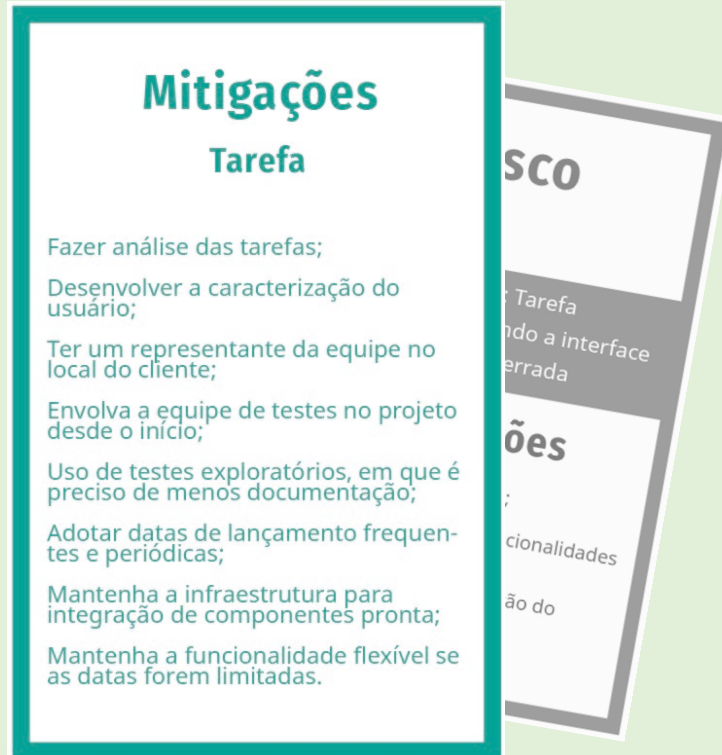 Mitigações
Tarefa
Fazer análise das tarefas;
Desenvolver a caracterização do
usuário;
Ter um representante da equipe no
local do cliente;
Envolva a equipe de testes no projeto
desde o início;
Uso de testes exploratórios, em que é
preciso de menos documentação;
Adotar datas de lançamento frequen-
tes e periódicas;
Mantenha a infraestrutura para
integração de componentes pronta;
Mantenha a funcionalidade flexível se
as datas forem limitadas.
sco
: Tarefa
ndo a interface
errada
ões
;
cionalidades
ão do